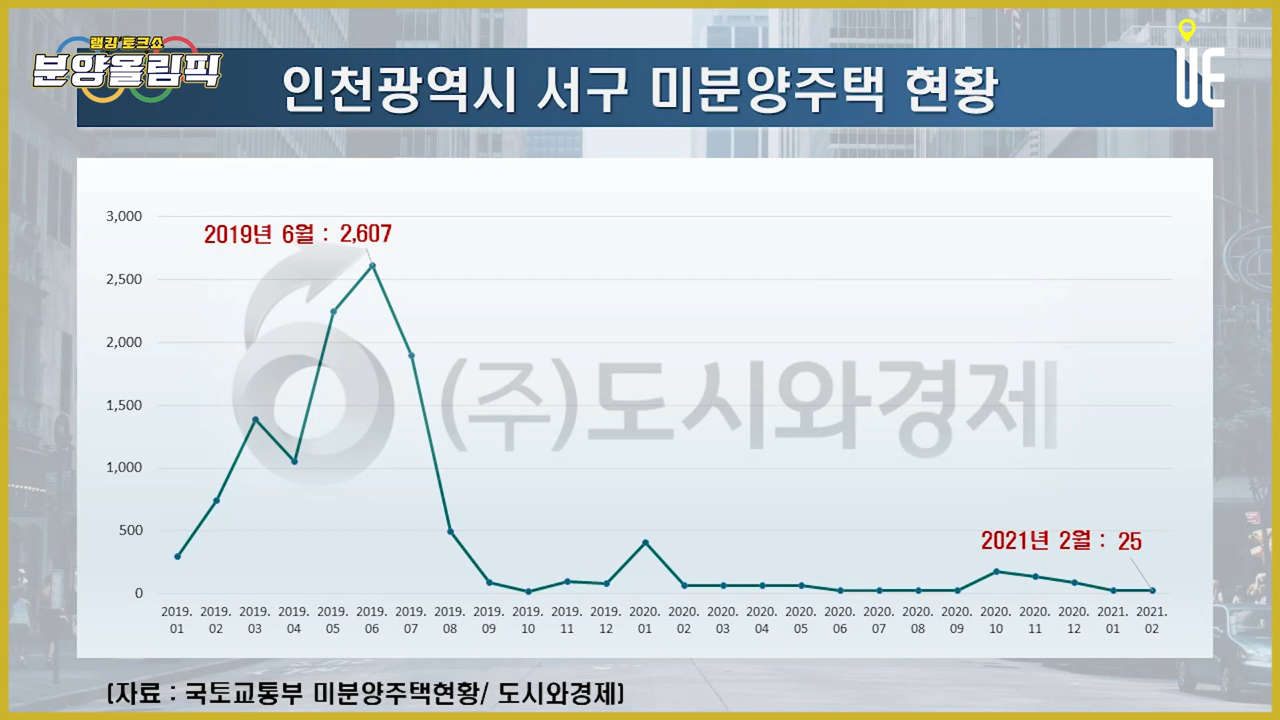 랭킹 토크쇼
분양올림픽
인천광역시 서구 미분양주택 현황
UE
3,000
2,500
2,000
1,500
1,000
500
0
2019년 6월 : 2,607
2021년 2월 : 25
(주)도시와경제
2019. 2019. 2019. 2019. 2019. 2019. 2019. 2019. 2019. 2019. 2019. 2019. 2020. 2020. 2020. 2020. 2020. 2020. 2020. 2020. 2020. 2020. 2020. 2020. 2021. 2021.
01 02 03 04 05 06 07 08 09 10 11 12 01 02 03 04 05 06 07 08 09 10 11 12 01 02
(자료 : 국토교통부 미분양주택현황/ 도시와경제)